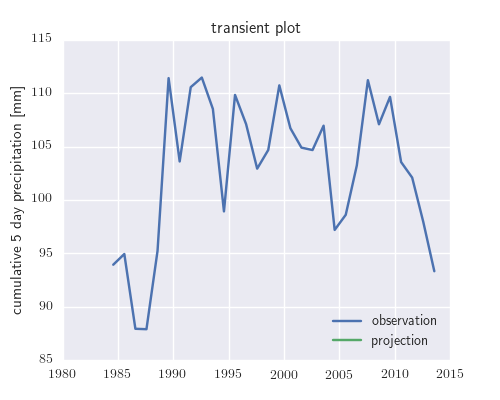 transient plot
115
110
105
100
95
90
85
cumulative 5 day precipitation [mm]
observation
projection
1980 1985 1990 1995 2000 2005 2010 2015